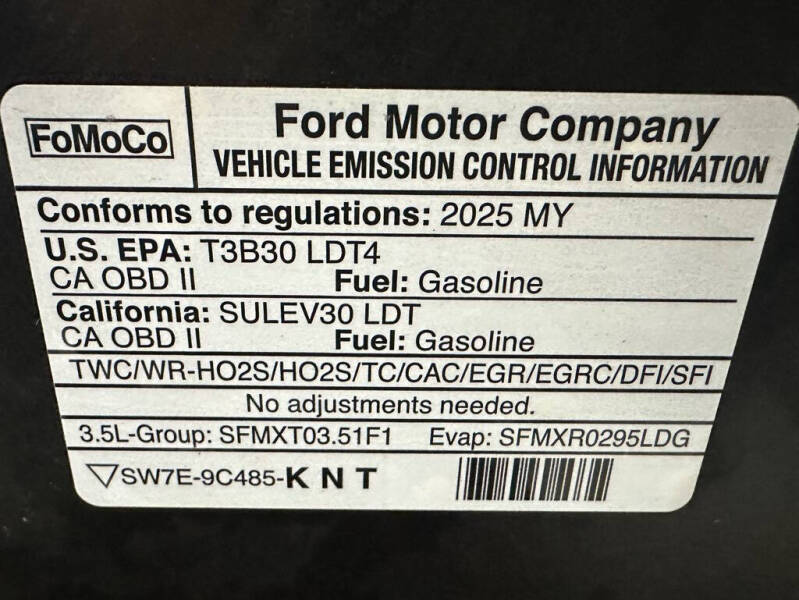 FoMoCo
Ford Motor Company
VEHICLE EMISSION CONTROL INFORMATION
Conforms to regulations: 2025 MY
U.S. EPA: T3B30 LDT4
CA OBD II Fuel: Gasoline
California: SULEV30 LDT
CA OBD II Fuel: Gasoline
TWC/WR-HO2S/HO2S/TC/CAC/EGR/EGRC/DFI/SFI
No adjustments needed.
3.5L-Group: SFMXT03.51F1 Evap: SFMXR0295LDG
SW7E-9C485-K N T